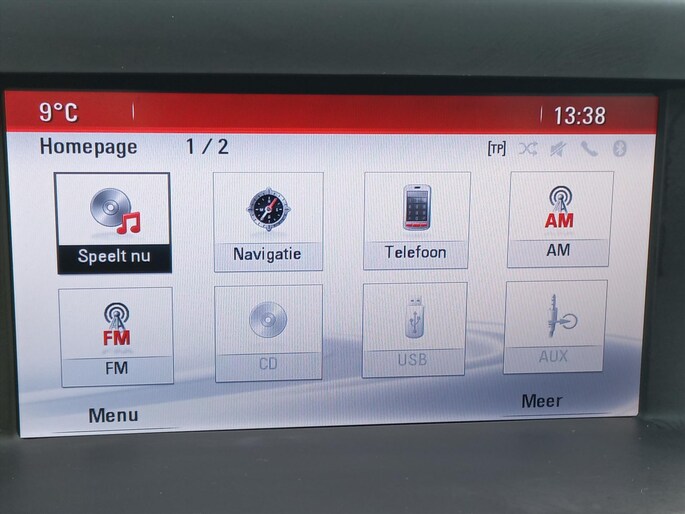 9°C 13:38
Homepage 1 / 2 [TP]
Speelt nu Navigatie Telefoon AM AM
FM FM CD USB AUX
Menu Meer